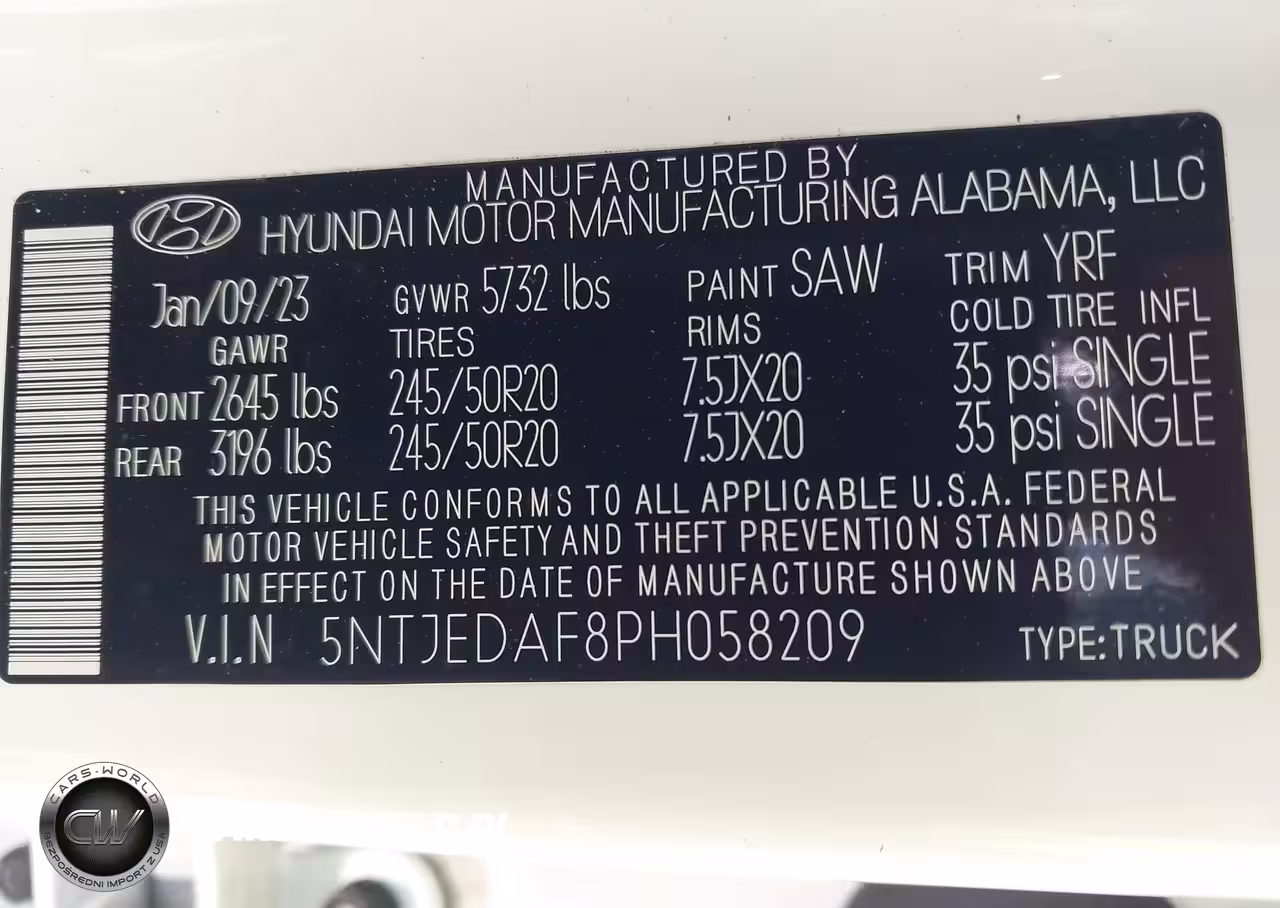 MANUFACTURED BY
HYUNDAI MOTOR MANUFACTURING ALABAMA, LLC
Jan/09/23 GVWR 5732 lbs PAINT SAW TRIM YRF
GAWR TIRES RIMS COLD TIRE INFL
FRONT 2645 lbs 245/50R20 7.5JX20 35 psi SINGLE
REAR 3196 lbs 245/50R20 7.5JX20 35 psi SINGLE
THIS VEHICLE CONFORMS TO ALL APPLICABLE U.S.A. FEDERAL
MOTOR VEHICLE SAFETY AND THEFT PREVENTION STANDARDS
IN EFFECT ON THE DATE OF MANUFACTURE SHOWN ABOVE
V.I.N 5NTJEDAF8PH058209 TYPE:TRUCK
CARS-WORLD
CW
BEZPOŚREDNI IMPORT Z USA